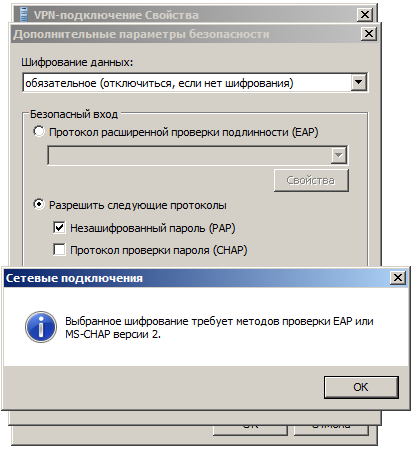 VPN-подключение Свойства
Дополнительные параметры безопасности
Шифрование данных:
обязательное (отключиться, если нет шифрования)
Безопасный вход
Протокол расширенной проверки подлинности (EAP)
Свойства
Разрешить следующие протоколы
Незашифрованный пароль (PAP)
Протокол проверки пароля (CHAP)
Сетевые подключения
Выбранное шифрование требует методов проверки EAP или
MS-CHAP версии 2.
OK